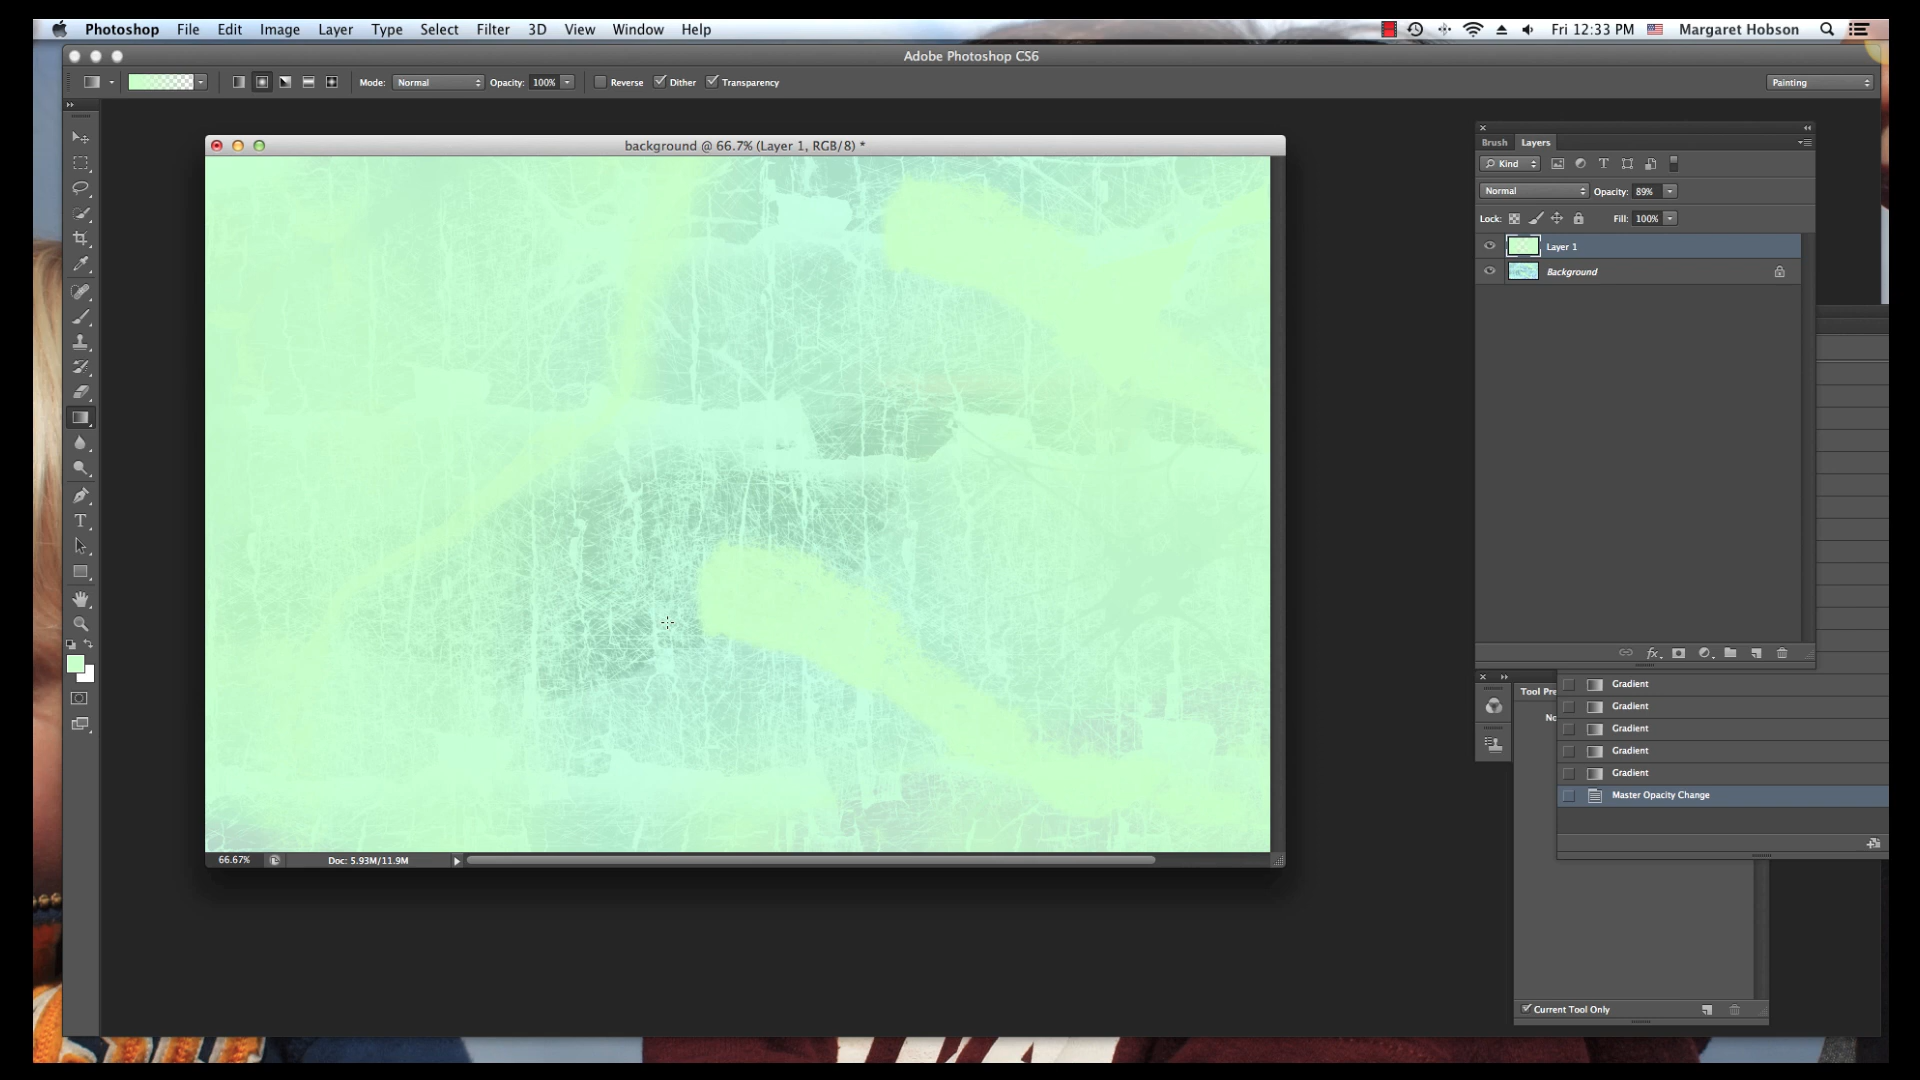 Photoshop File Edit Image Layer Type Select Filter 3D View Window Help Fri 12:33 PM Margaret Hobson
Adobe Photoshop CS6
Mode: Normal Opacity: 100% Reverse Dither Transparency Painting
background @ 66.7% (Layer 1, RGB/8) *
Brush Layers
Kind
Normal Opacity: 89%
Lock: Fill: 100%
Layer 1
Background
Gradient
Tool Pre
Gradient
No
Gradient
Gradient
Gradient
Master Opacity Change
66.67% Doc: 5.93M/11.9M
Current Tool Only